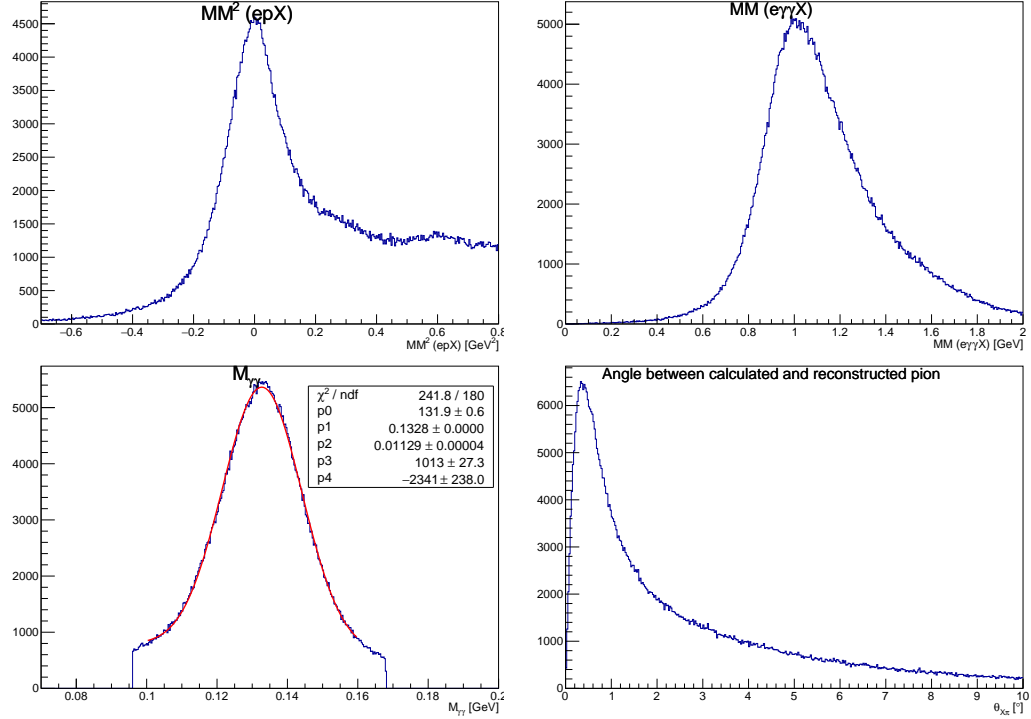 MM² (epX)
4500
4000
3500
3000
2500
2000
1500
1000
500
0
−0.6 −0.4 −0.2 0 0.2 0.4 0.6 0.8
MM² (epX) [GeV²]
MM (eγγX)
5000
4000
3000
2000
1000
0
0 0.2 0.4 0.6 0.8 1 1.2 1.4 1.6 1.8 2
MM (eγγX) [GeV]
M_γγ
χ² / ndf 241.8 / 180
p0 131.9 ± 0.6
p1 0.1328 ± 0.0000
p2 0.01129 ± 0.00004
p3 1013 ± 27.3
p4 −2341 ± 238.0
5000
4000
3000
2000
1000
0
0.08 0.1 0.12 0.14 0.16 0.18 0.2
M_γγ [GeV]
Angle between calculated and reconstructed pion
6000
5000
4000
3000
2000
1000
0
0 1 2 3 4 5 6 7 8 9 10
θ_Xπ [°]